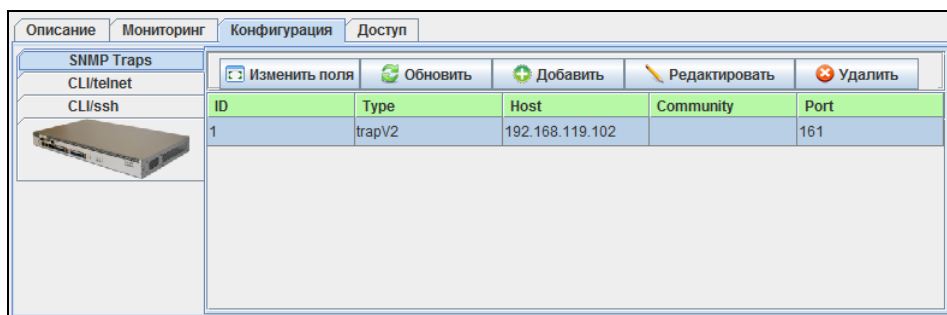 Описание Мониторинг Конфигурация Доступ
SNMP Traps
CLI/telnet
CLI/ssh
Изменить поля Обновить Добавить Редактировать Удалить
ID Type Host Community Port
1 trapV2 192.168.119.102 161